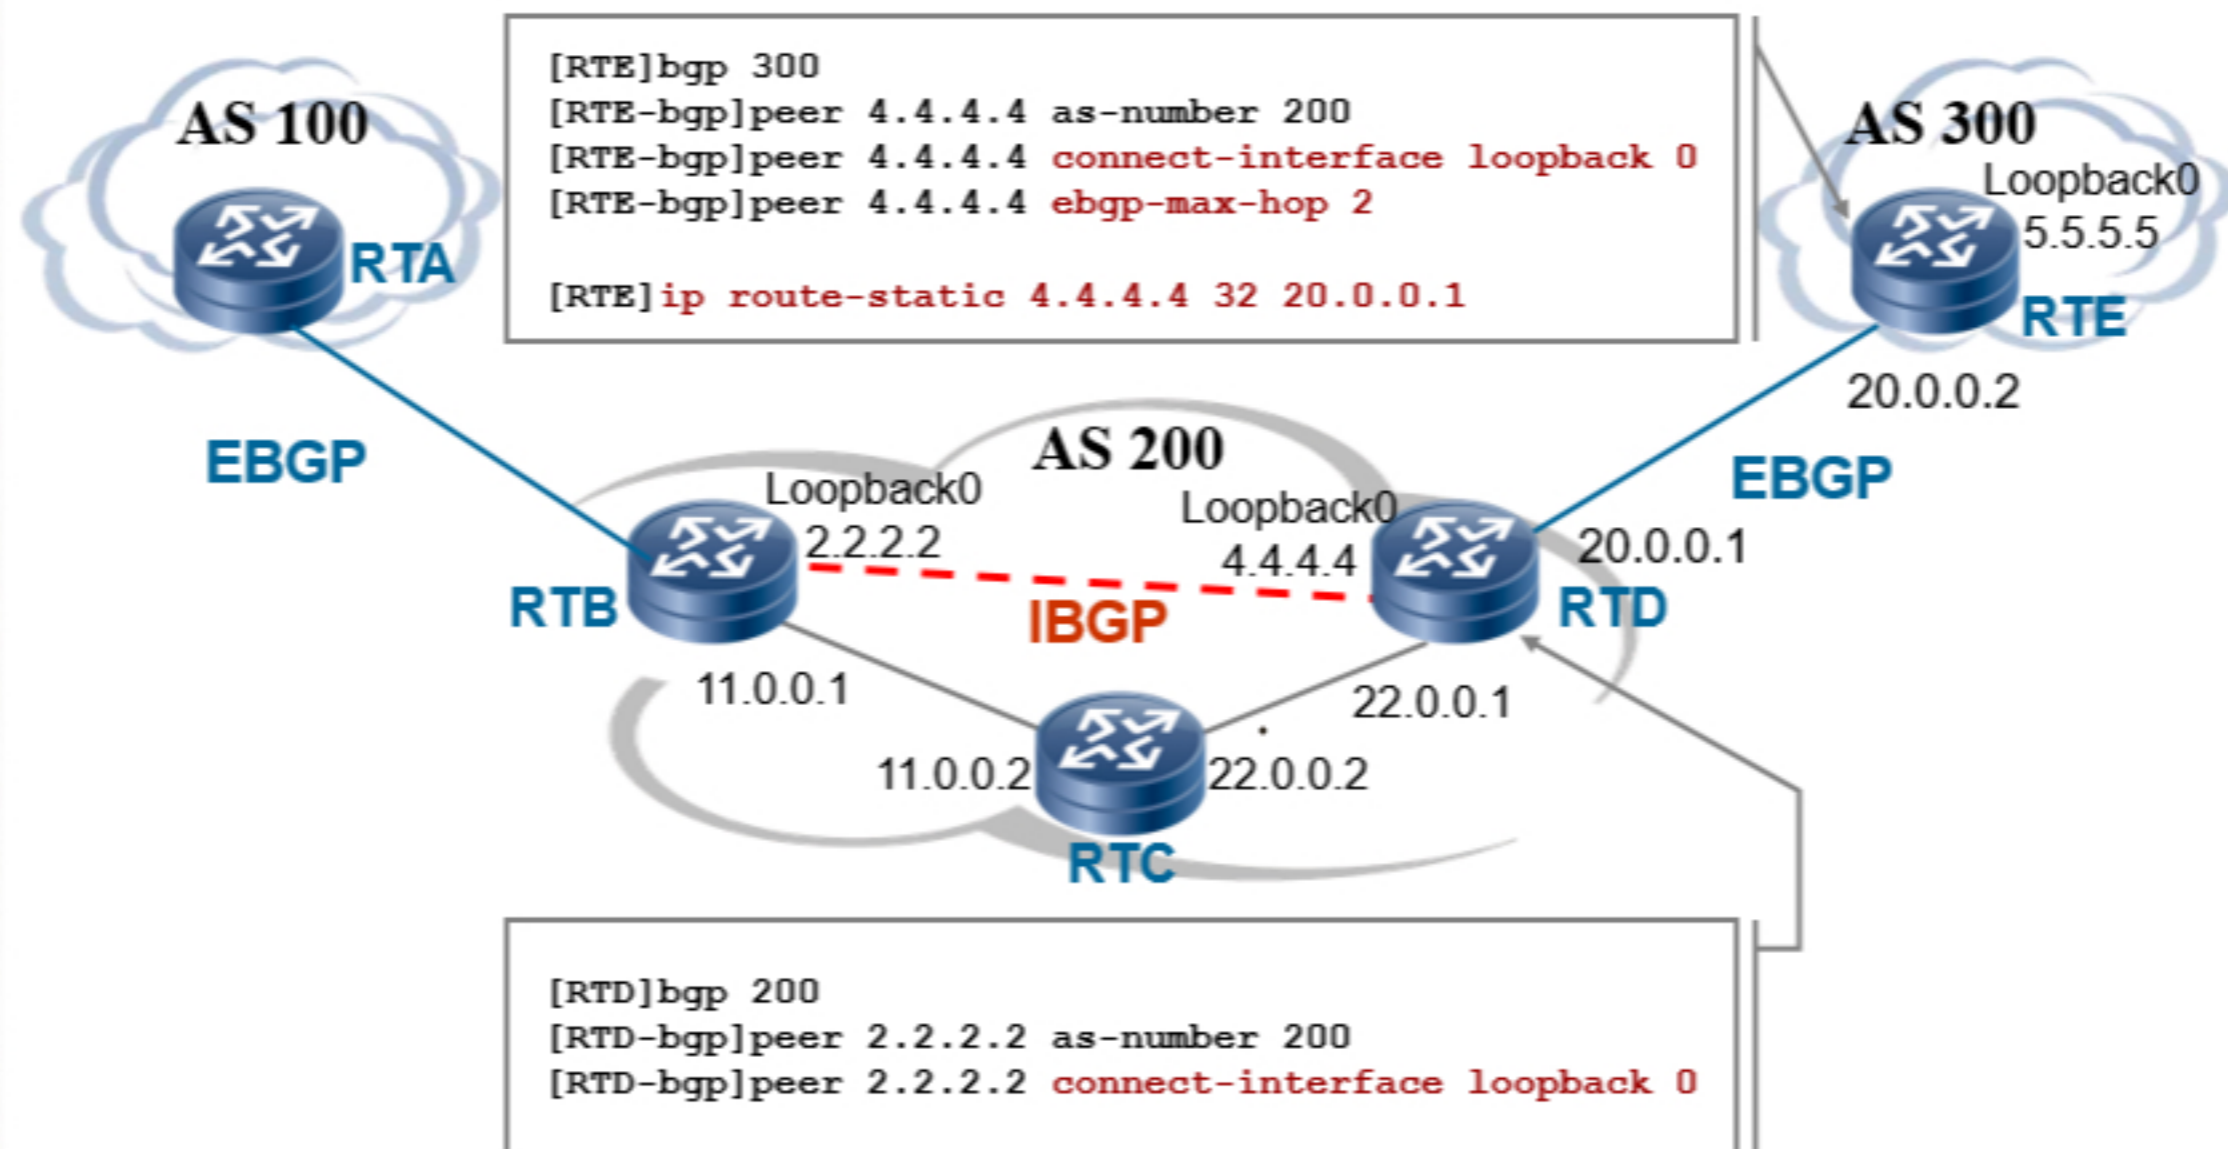 [RTE]bgp 300
[RTE-bgp]peer 4.4.4.4 as-number 200
[RTE-bgp]peer 4.4.4.4 connect-interface loopback 0
[RTE-bgp]peer 4.4.4.4 ebgp-max-hop 2
[RTE]ip route-static 4.4.4.4 32 20.0.0.1
AS 100
RTA
AS 300
Loopback0
5.5.5.5
RTE
20.0.0.2
EBGP
AS 200
EBGP
Loopback0
2.2.2.2
Loopback0
4.4.4.4
20.0.0.1
RTB
IBGP
RTD
11.0.0.1
22.0.0.1
11.0.0.2
22.0.0.2
RTC
[RTD]bgp 200
[RTD-bgp]peer 2.2.2.2 as-number 200
[RTD-bgp]peer 2.2.2.2 connect-interface loopback 0